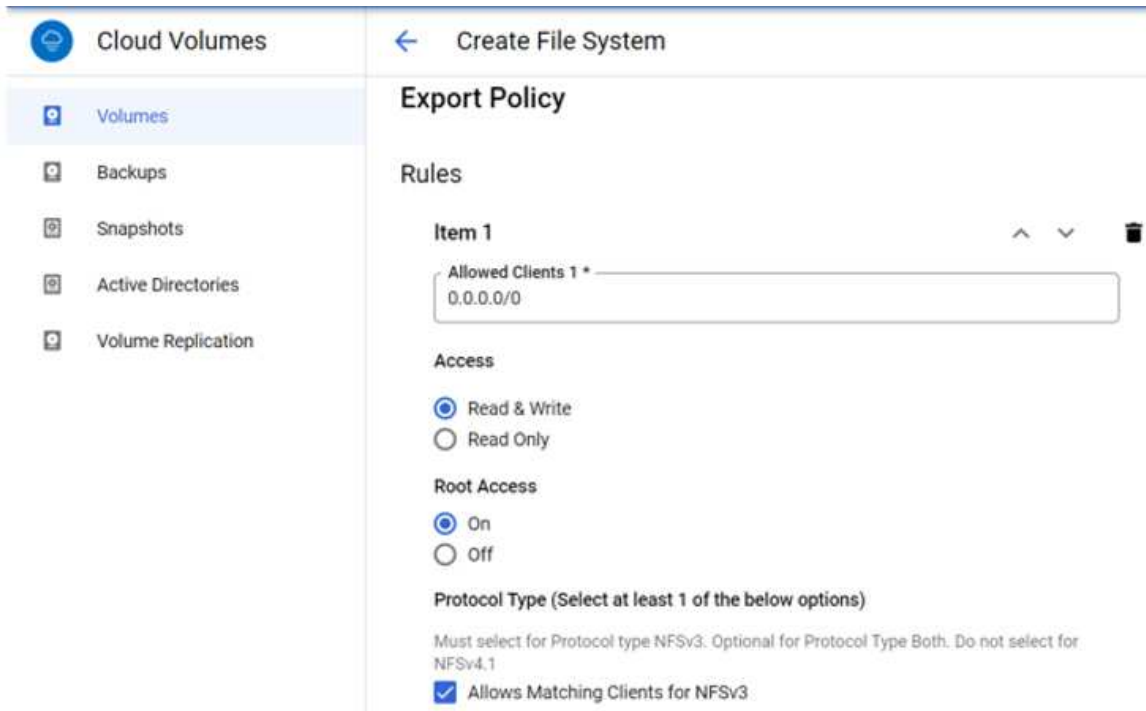 Cloud Volumes
Create File System
Volumes
Backups
Snapshots
Active Directories
Volume Replication
Export Policy
Rules
Item 1
Allowed Clients 1 *
0.0.0.0/0
Access
Read & Write
Read Only
Root Access
On
Off
Protocol Type (Select at least 1 of the below options)
Must select for Protocol type NFSv3. Optional for Protocol Type Both. Do not select for
NFSv4.1
Allows Matching Clients for NFSv3